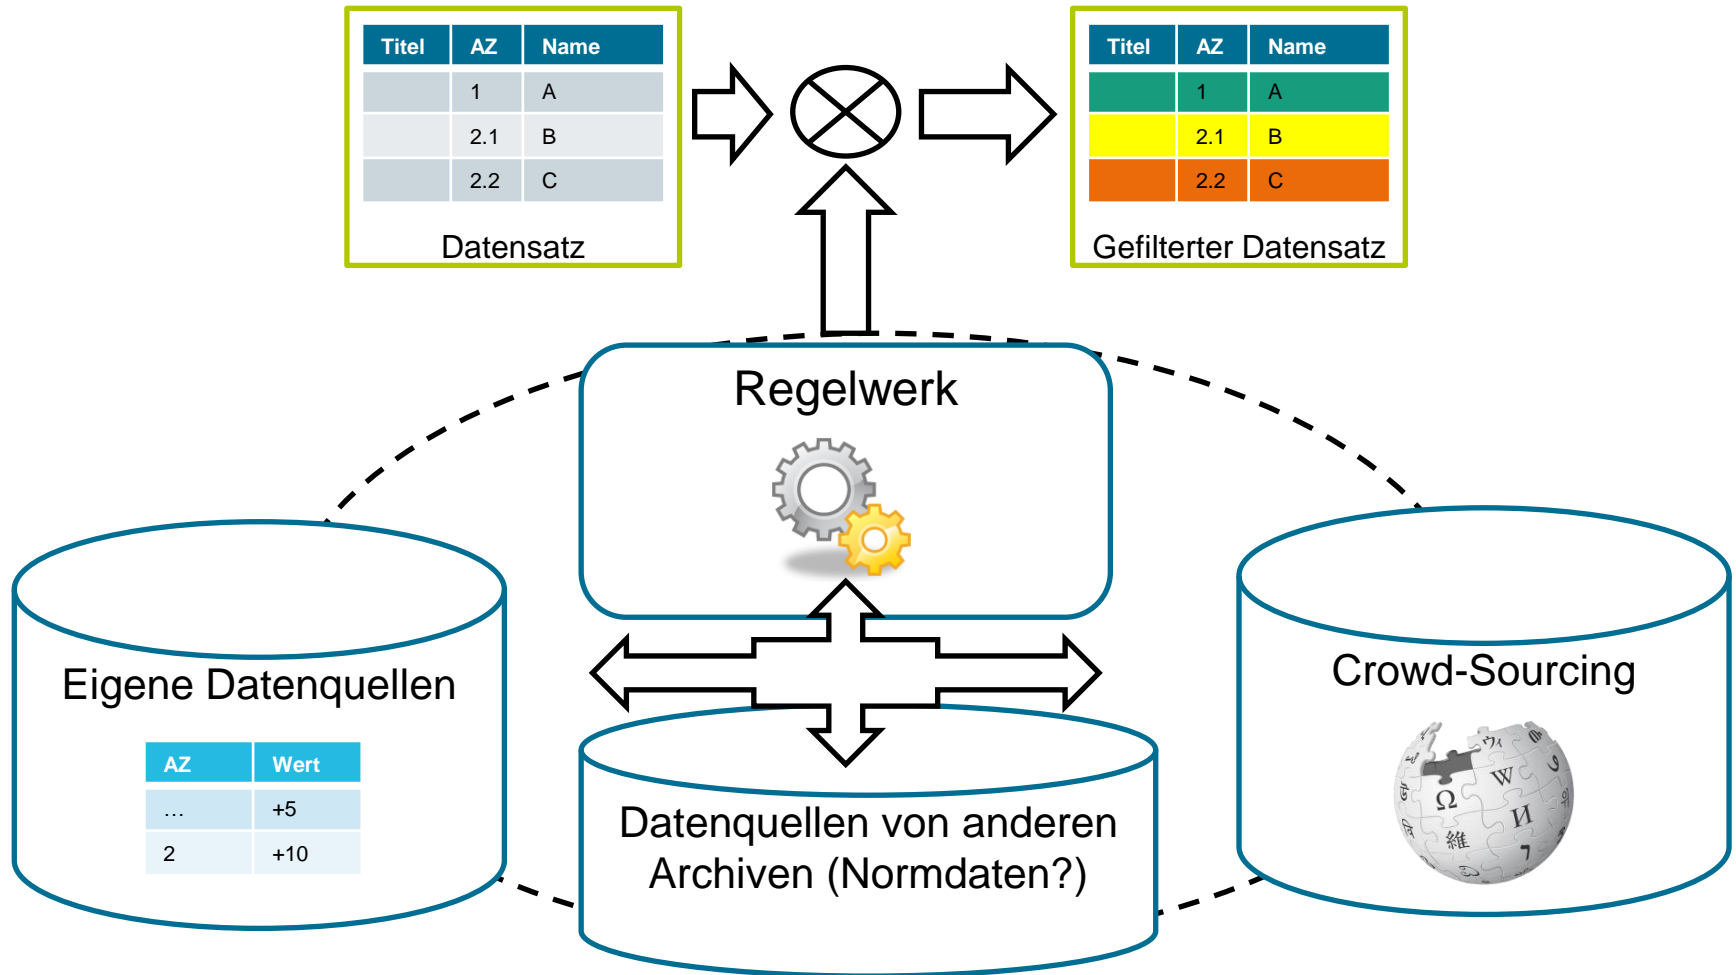 Titel AZ Name
1 A
2.1 B
2.2 C
Datensatz
Titel AZ Name
1 A
2.1 B
2.2 C
Gefilterter Datensatz
Regelwerk
Eigene Datenquellen
AZ Wert
… +5
2 +10
Datenquellen von anderen
Archiven (Normdaten?)
Crowd-Sourcing
Ω W
維 И